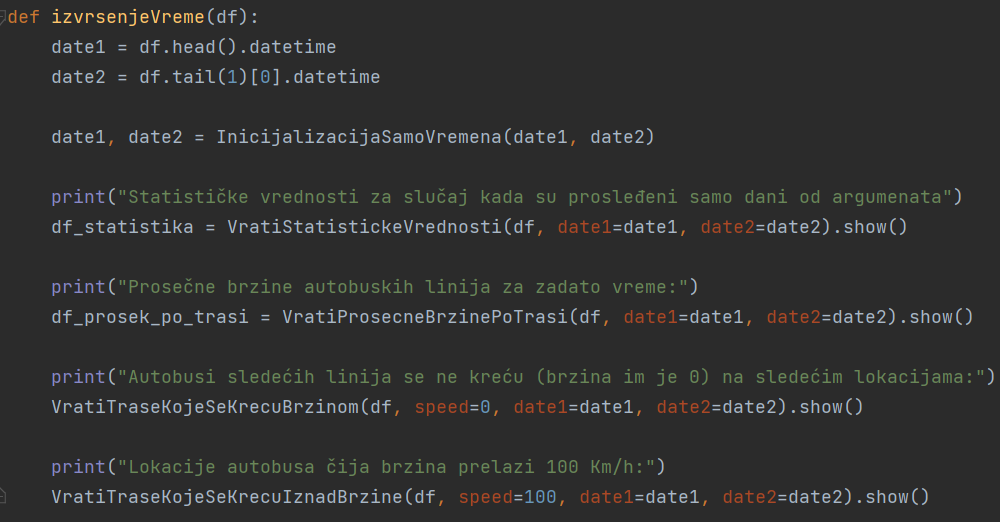 def izvrsenjeVreme(df):
    date1 = df.head().datetime
    date2 = df.tail(1)[0].datetime
    date1, date2 = InicijalizacijaSamoVremena(date1, date2)
    print("Statističke vrednosti za slučaj kada su prosleđeni samo dani od argumenata")
    df_statistika = VratiStatistickeVrednosti(df, date1=date1, date2=date2).show()
    print("Prosečne brzine autobuskih linija za zadato vreme:")
    df_prosek_po_trasi = VratiProsecneBrzinePoTrasi(df, date1=date1, date2=date2).show()
    print("Autobusi sledećih linija se ne kreću (brzina im je 0) na sledećim lokacijama:")
    VratiTraseKojeSeKrecuBrzinom(df, speed=0, date1=date1, date2=date2).show()
    print("Lokacije autobusa čija brzina prelazi 100 Km/h:")
    VratiTraseKojeSeKrecuIznadBrzine(df, speed=100, date1=date1, date2=date2).show()